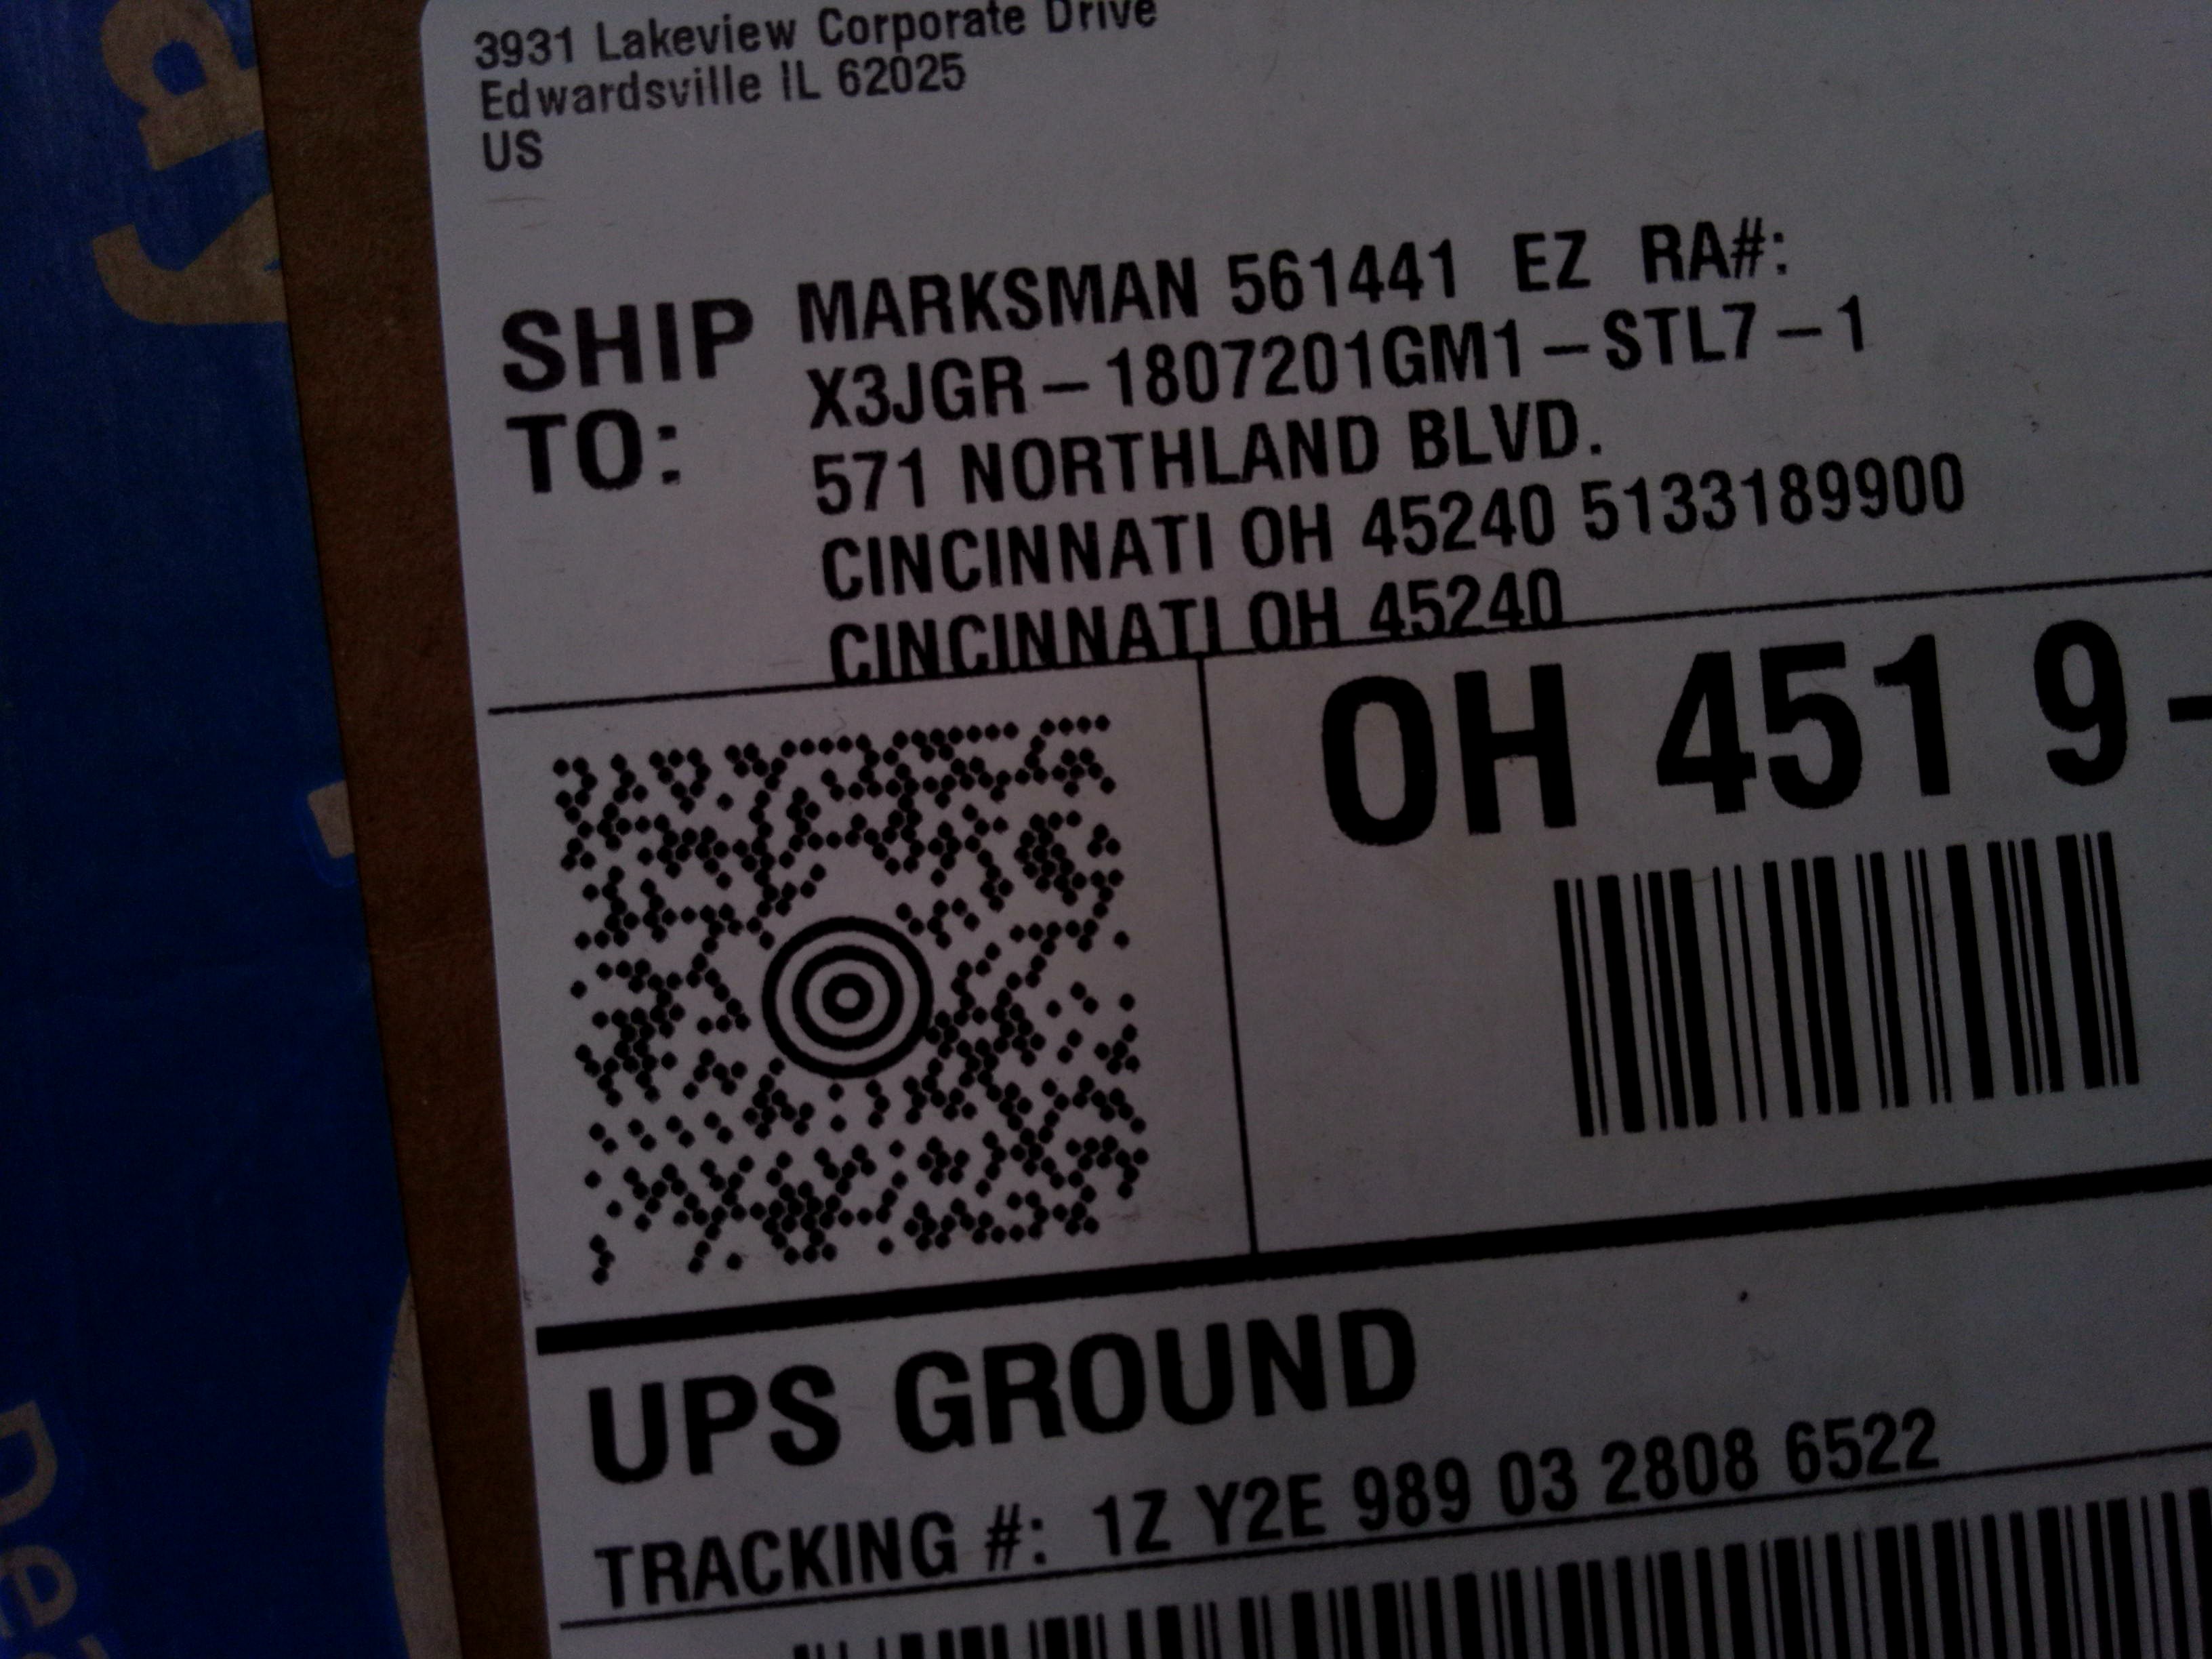 3931 Lakeview Corporate Drive
Edwardsville IL 62025
US
SHIP TO:
MARKSMAN 561441 EZ RA#:
X3JGR-1807201GM1-STL7-1
571 NORTHLAND BLVD.
CINCINNATI OH 45240 5133189900
CINCINNATI OH 45240
OH 451 9-
UPS GROUND
TRACKING #: 1Z Y2E 989 03 2808 6522